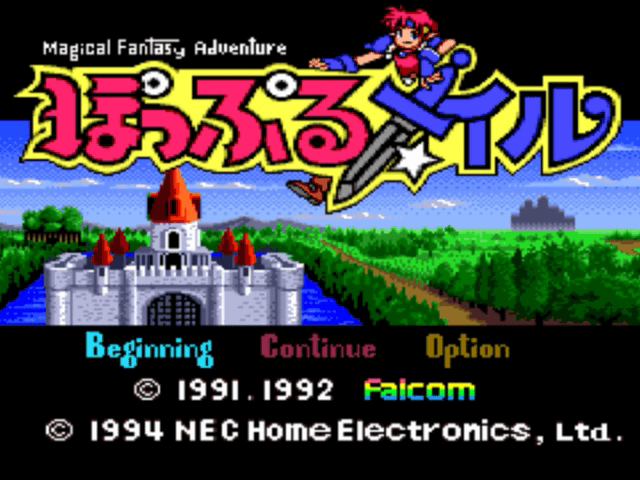 Magical Fantasy Adventure
ぽっぷるメイル
Beginning Continue Option
© 1991.1992 Falcom
© 1994 NEC Home Electronics, Ltd.